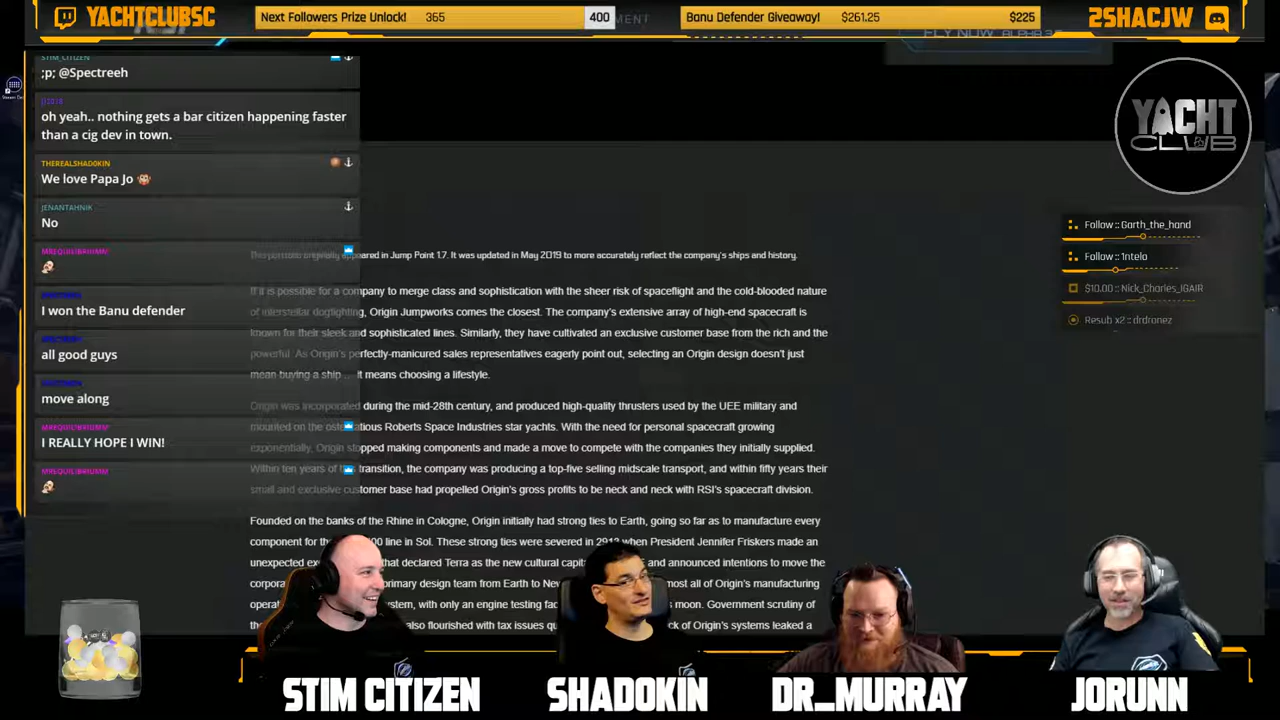 YACHTCLUBSC
Next Followers Prize Unlock! 365
400
MENT
Banu Defender Giveaway! $261.25
$225
2SHACJW
FLY NOW
STIM_CITIZEN
;p; @Spectreeh
oh yeah.. nothing gets a bar citizen happening faster
than a cig dev in town.
THEREALSHADOKIN
We love Papa Jo
JENANTAHNIK
No
MREQUILIBRIUMM
I won the Banu defender
all good guys
move along
MREQUILIBRIUMM
I REALLY HOPE I WIN!
MREQUILIBRIUMM
YACHT
CLUB
Follow :: Garth_the_hand
Follow :: 1ntelo
$10.00 :: Nick_Charles_IGAIR
Resub x2 :: drdronez
This portfolio originally appeared in Jump Point 1.7. It was updated in May 2019 to more accurately reflect the company's ships and history.
If it is possible for a company to merge class and sophistication with the sheer risk of spaceflight and the cold-blooded nature
of interstellar dogfighting, Origin Jumpworks comes the closest. The company's extensive array of high-end spacecraft is
known for their sleek and sophisticated lines. Similarly, they have cultivated an exclusive customer base from the rich and the
powerful. As Origin's perfectly-manicured sales representatives eagerly point out, selecting an Origin design doesn't just
mean buying a ship ... it means choosing a lifestyle.
Origin was incorporated during the mid-28th century, and produced high-quality thrusters used by the UEE military and
mounted on the ostentatious Roberts Space Industries star yachts. With the need for personal spacecraft growing
exponentially, Origin stopped making components and made a move to compete with the companies they initially supplied.
Within ten years of transition, the company was producing a top-five selling midscale transport, and within fifty years their
small and exclusive customer base had propelled Origin's gross profits to be neck and neck with RSI's spacecraft division.
Founded on the banks of the Rhine in Cologne, Origin initially had strong ties to Earth, going so far as to manufacture every
component for the 00 line in Sol. These strong ties were severed in 2913 when President Jennifer Friskers made an
unexpected that declared Terra as the new cultural and announced intentions to move the
primary design team from Earth to New most all of Origin's manufacturing
with only an engine testing moon. Government scrutiny of
also flourished with tax issues of Origin's systems leaked a
STIM CITIZEN
SHADOKIN
DR_MURRAY
JORUNN